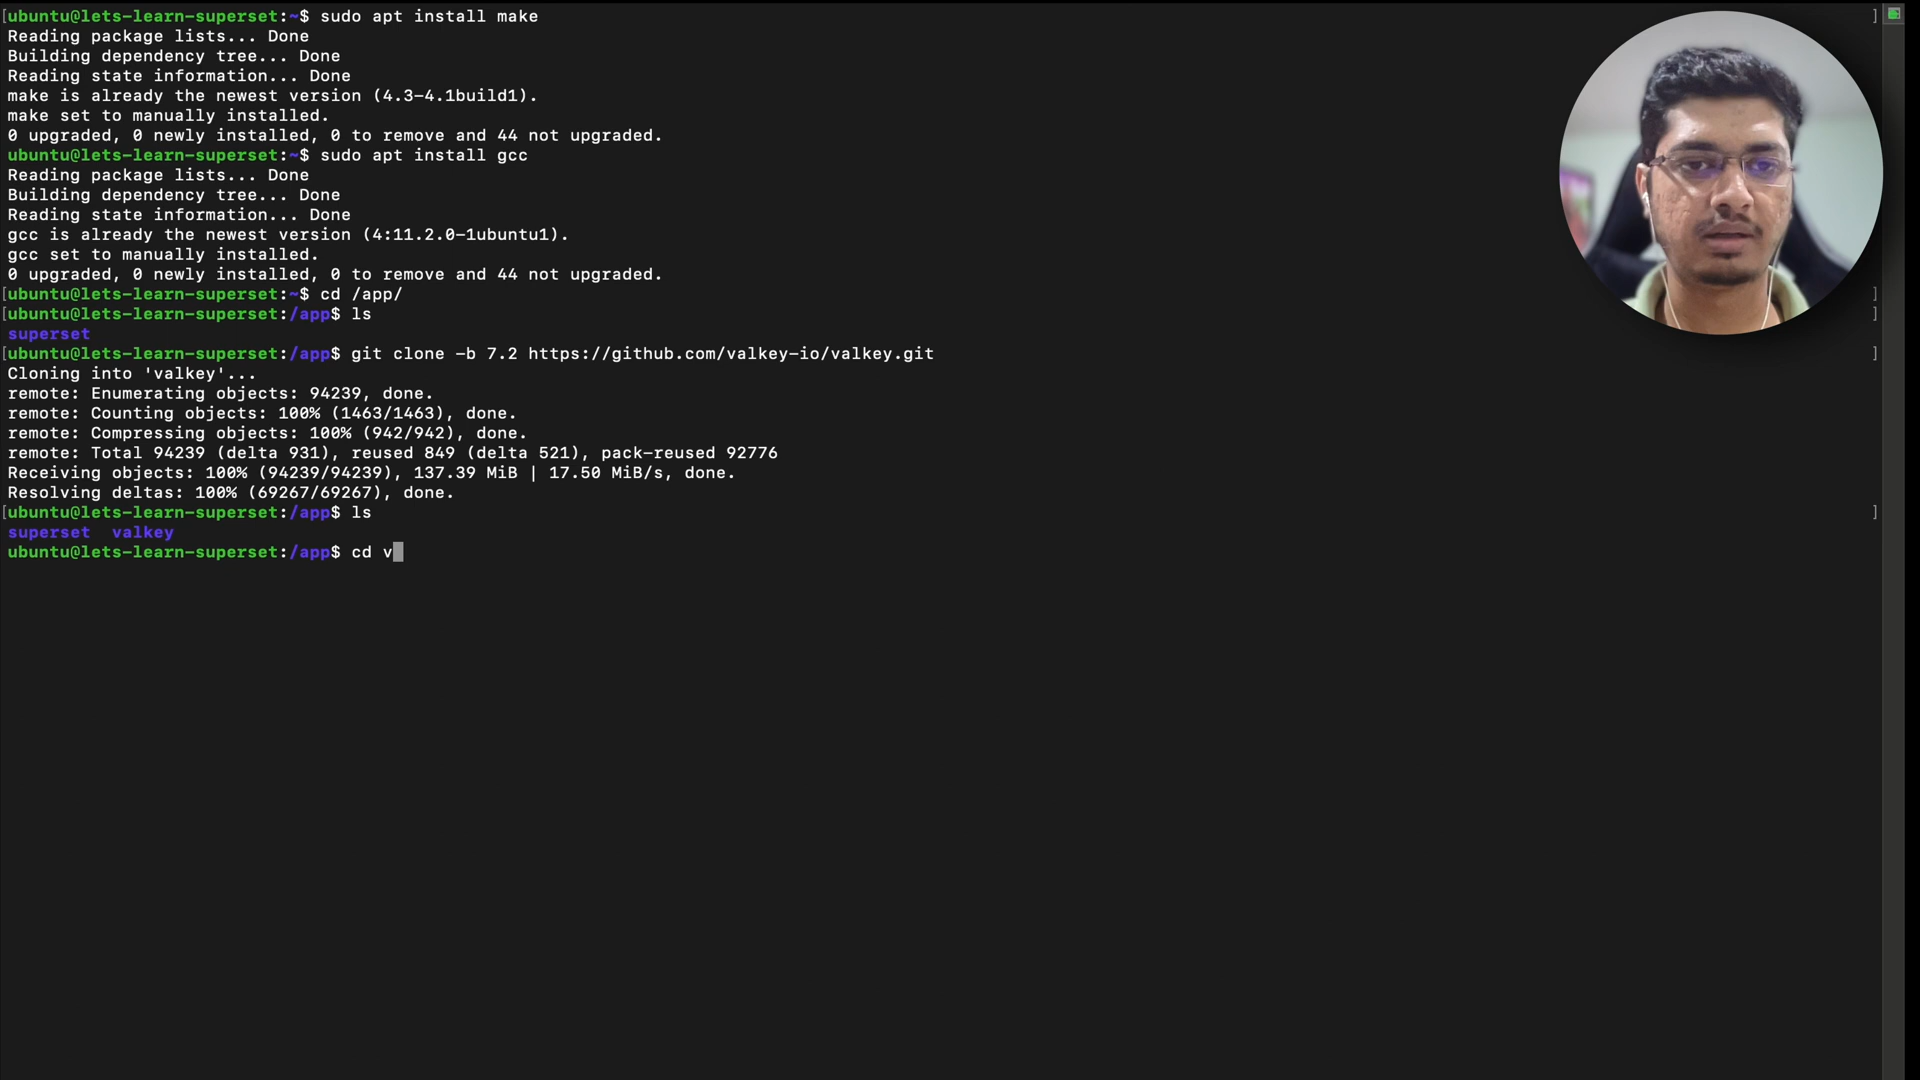 [ubuntu@lets-learn-superset:~$ sudo apt install make ]
Reading package lists... Done
Building dependency tree... Done
Reading state information... Done
make is already the newest version (4.3-4.1build1).
make set to manually installed.
0 upgraded, 0 newly installed, 0 to remove and 44 not upgraded.
ubuntu@lets-learn-superset:~$ sudo apt install gcc
Reading package lists... Done
Building dependency tree... Done
Reading state information... Done
gcc is already the newest version (4:11.2.0-1ubuntu1).
gcc set to manually installed.
0 upgraded, 0 newly installed, 0 to remove and 44 not upgraded.
[ubuntu@lets-learn-superset:~$ cd /app/ ]
[ubuntu@lets-learn-superset:/app$ ls ]
superset
[ubuntu@lets-learn-superset:/app$ git clone -b 7.2 https://github.com/valkey-io/valkey.git ]
Cloning into 'valkey'...
remote: Enumerating objects: 94239, done.
remote: Counting objects: 100% (1463/1463), done.
remote: Compressing objects: 100% (942/942), done.
remote: Total 94239 (delta 931), reused 849 (delta 521), pack-reused 92776
Receiving objects: 100% (94239/94239), 137.39 MiB | 17.50 MiB/s, done.
Resolving deltas: 100% (69267/69267), done.
[ubuntu@lets-learn-superset:/app$ ls ]
superset  valkey
ubuntu@lets-learn-superset:/app$ cd v